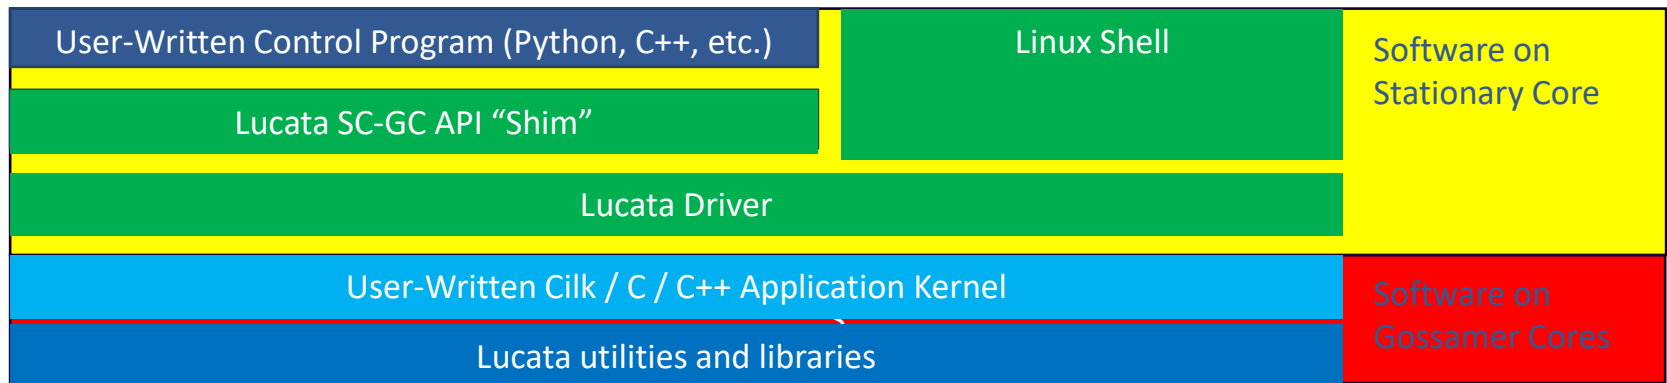 User-Written Control Program (Python, C++, etc.)
Linux Shell
Software on
Stationary Core
Lucata SC-GC API “Shim”
Lucata Driver
User-Written Cilk / C / C++ Application Kernel
Software on
Gossamer Cores
Lucata utilities and libraries